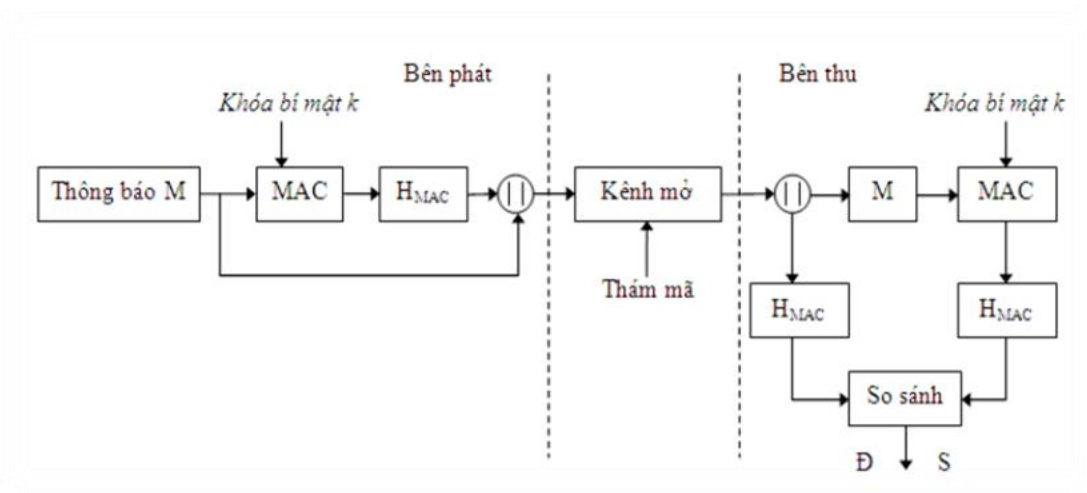 Bên phát
Bên thu
Khóa bí mật k
Khóa bí mật k
Thông báo M
MAC
HMAC
||
Kênh mở
||
M
MAC
Thám mã
HMAC
HMAC
So sánh
Đ
S